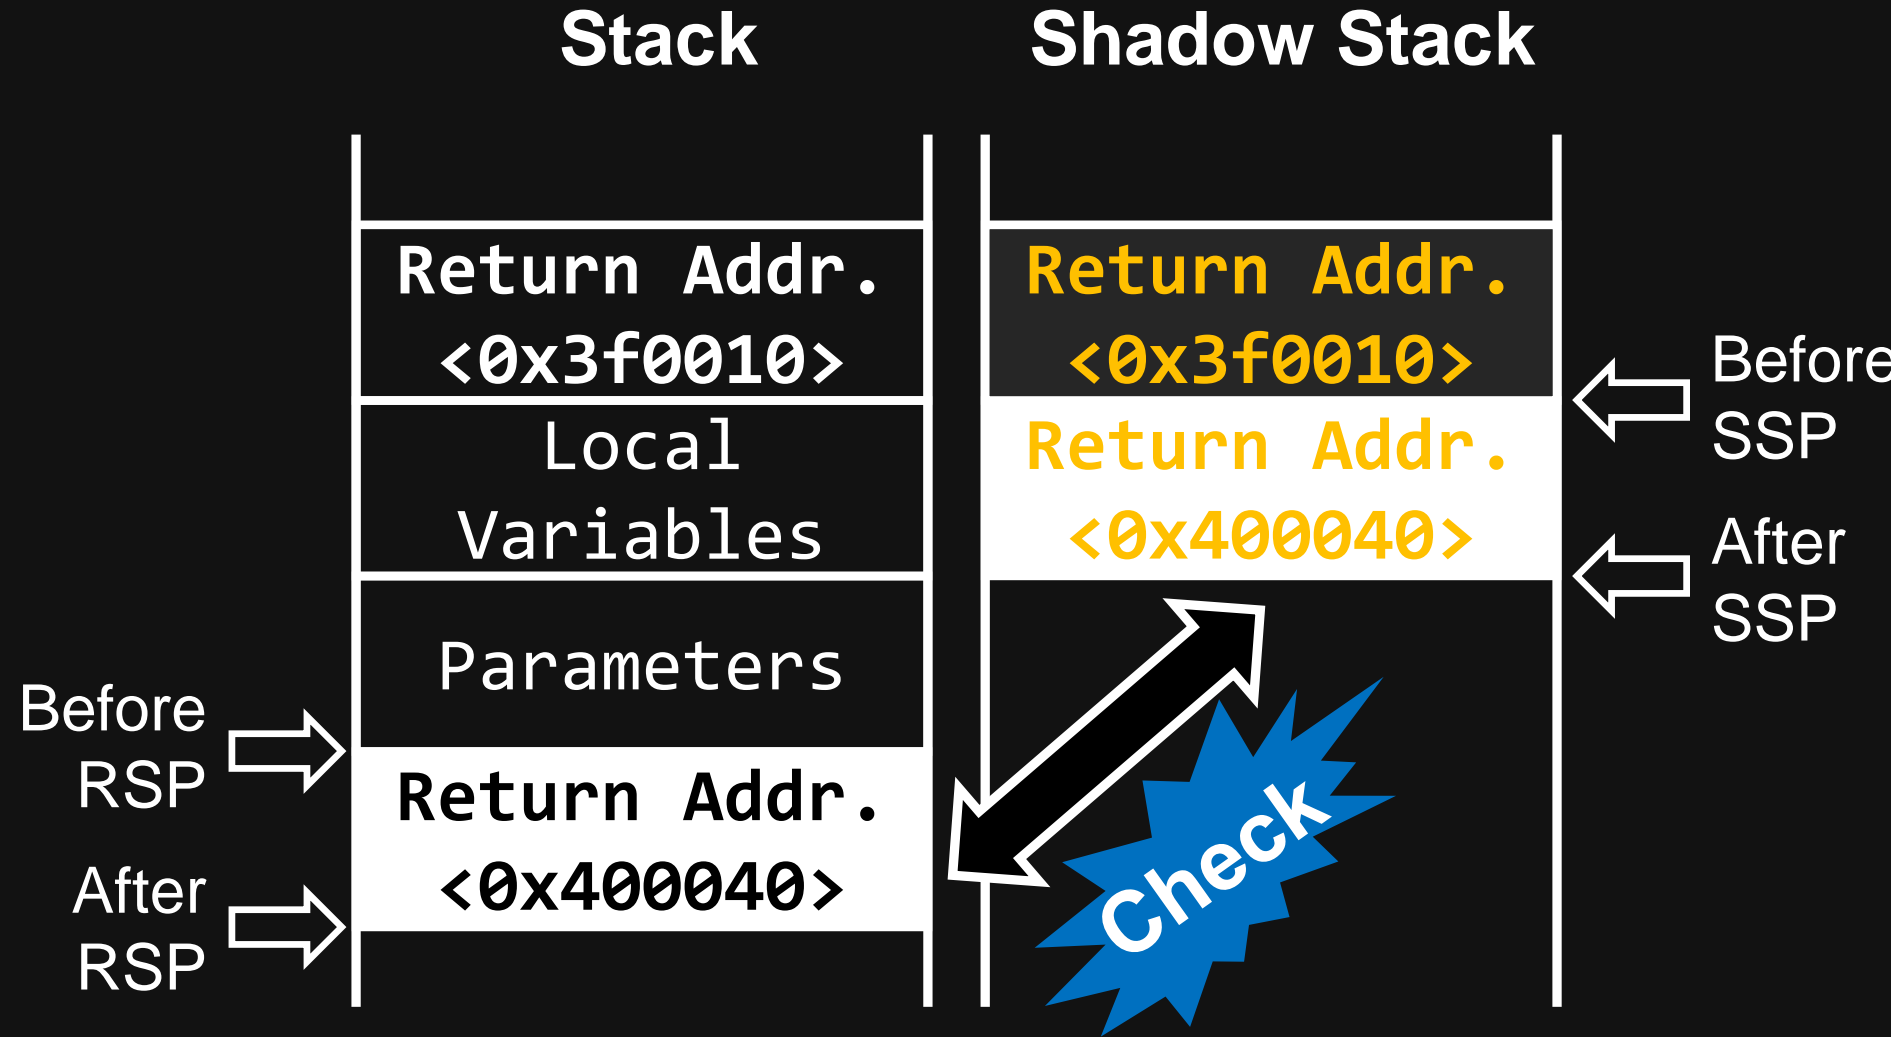 Stack
Shadow Stack
Return Addr.
<0x3f0010>
Local
Variables
Parameters
Return Addr.
<0x400040>
Return Addr.
<0x3f0010>
Return Addr.
<0x400040>
Before
RSP
After
RSP
Before
SSP
After
SSP
Check